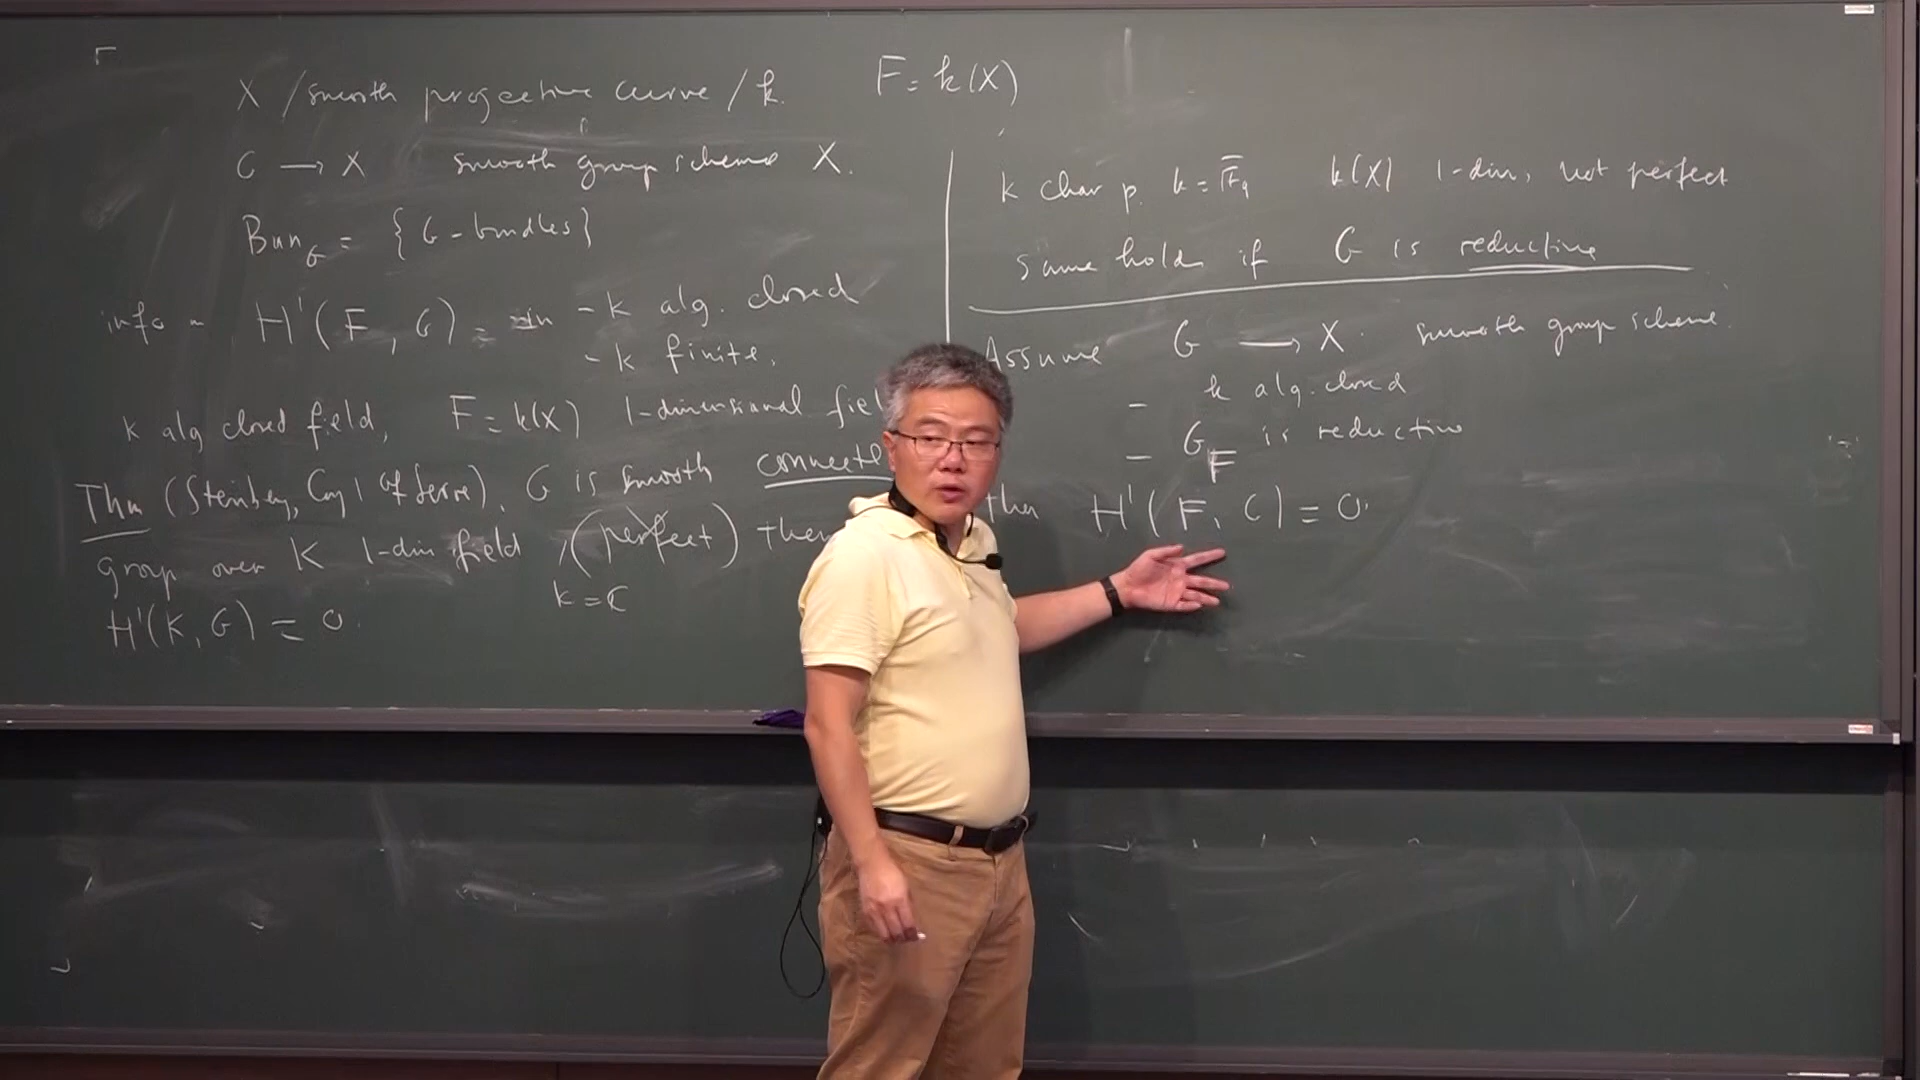 X / smooth projective curve / k. F = k(X)
G → X smooth group scheme X.
Bun_G = { G-bundles }
info ~ H¹(F, G) = in - k alg. closed
- k finite.
k alg closed field, F = k(X) 1-dimensional fiel
Thm (Steinberg, Conj 1 of Serre). G is smooth connecte
group over K 1-dim field, (perfect) Then
k = ℂ
H¹(K, G) = 0.
k char p. k = F̄_q k(X) 1-dim, not perfect
same hold if G is reductive
Assume G → X. smooth group scheme.
- k alg. closed
- G_F is reductive
Then H¹(F, G) = 0.